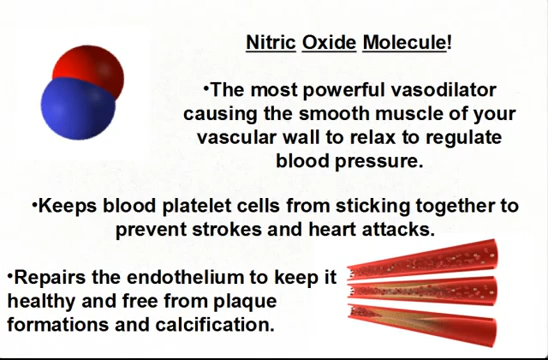 Nitric Oxide Molecule!
•The most powerful vasodilator
causing the smooth muscle of your
vascular wall to relax to regulate
blood pressure.
•Keeps blood platelet cells from sticking together to
prevent strokes and heart attacks.
•Repairs the endothelium to keep it
healthy and free from plaque
formations and calcification.